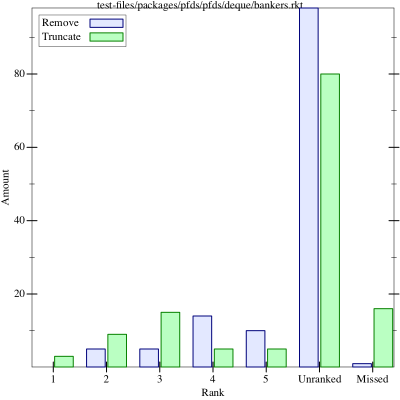 test-files/packages/pfds/pfds/deque/bankers.rkt
Remove
Truncate
80
60
40
20
Amount
1 2 3 4 5 Unranked Missed
Rank